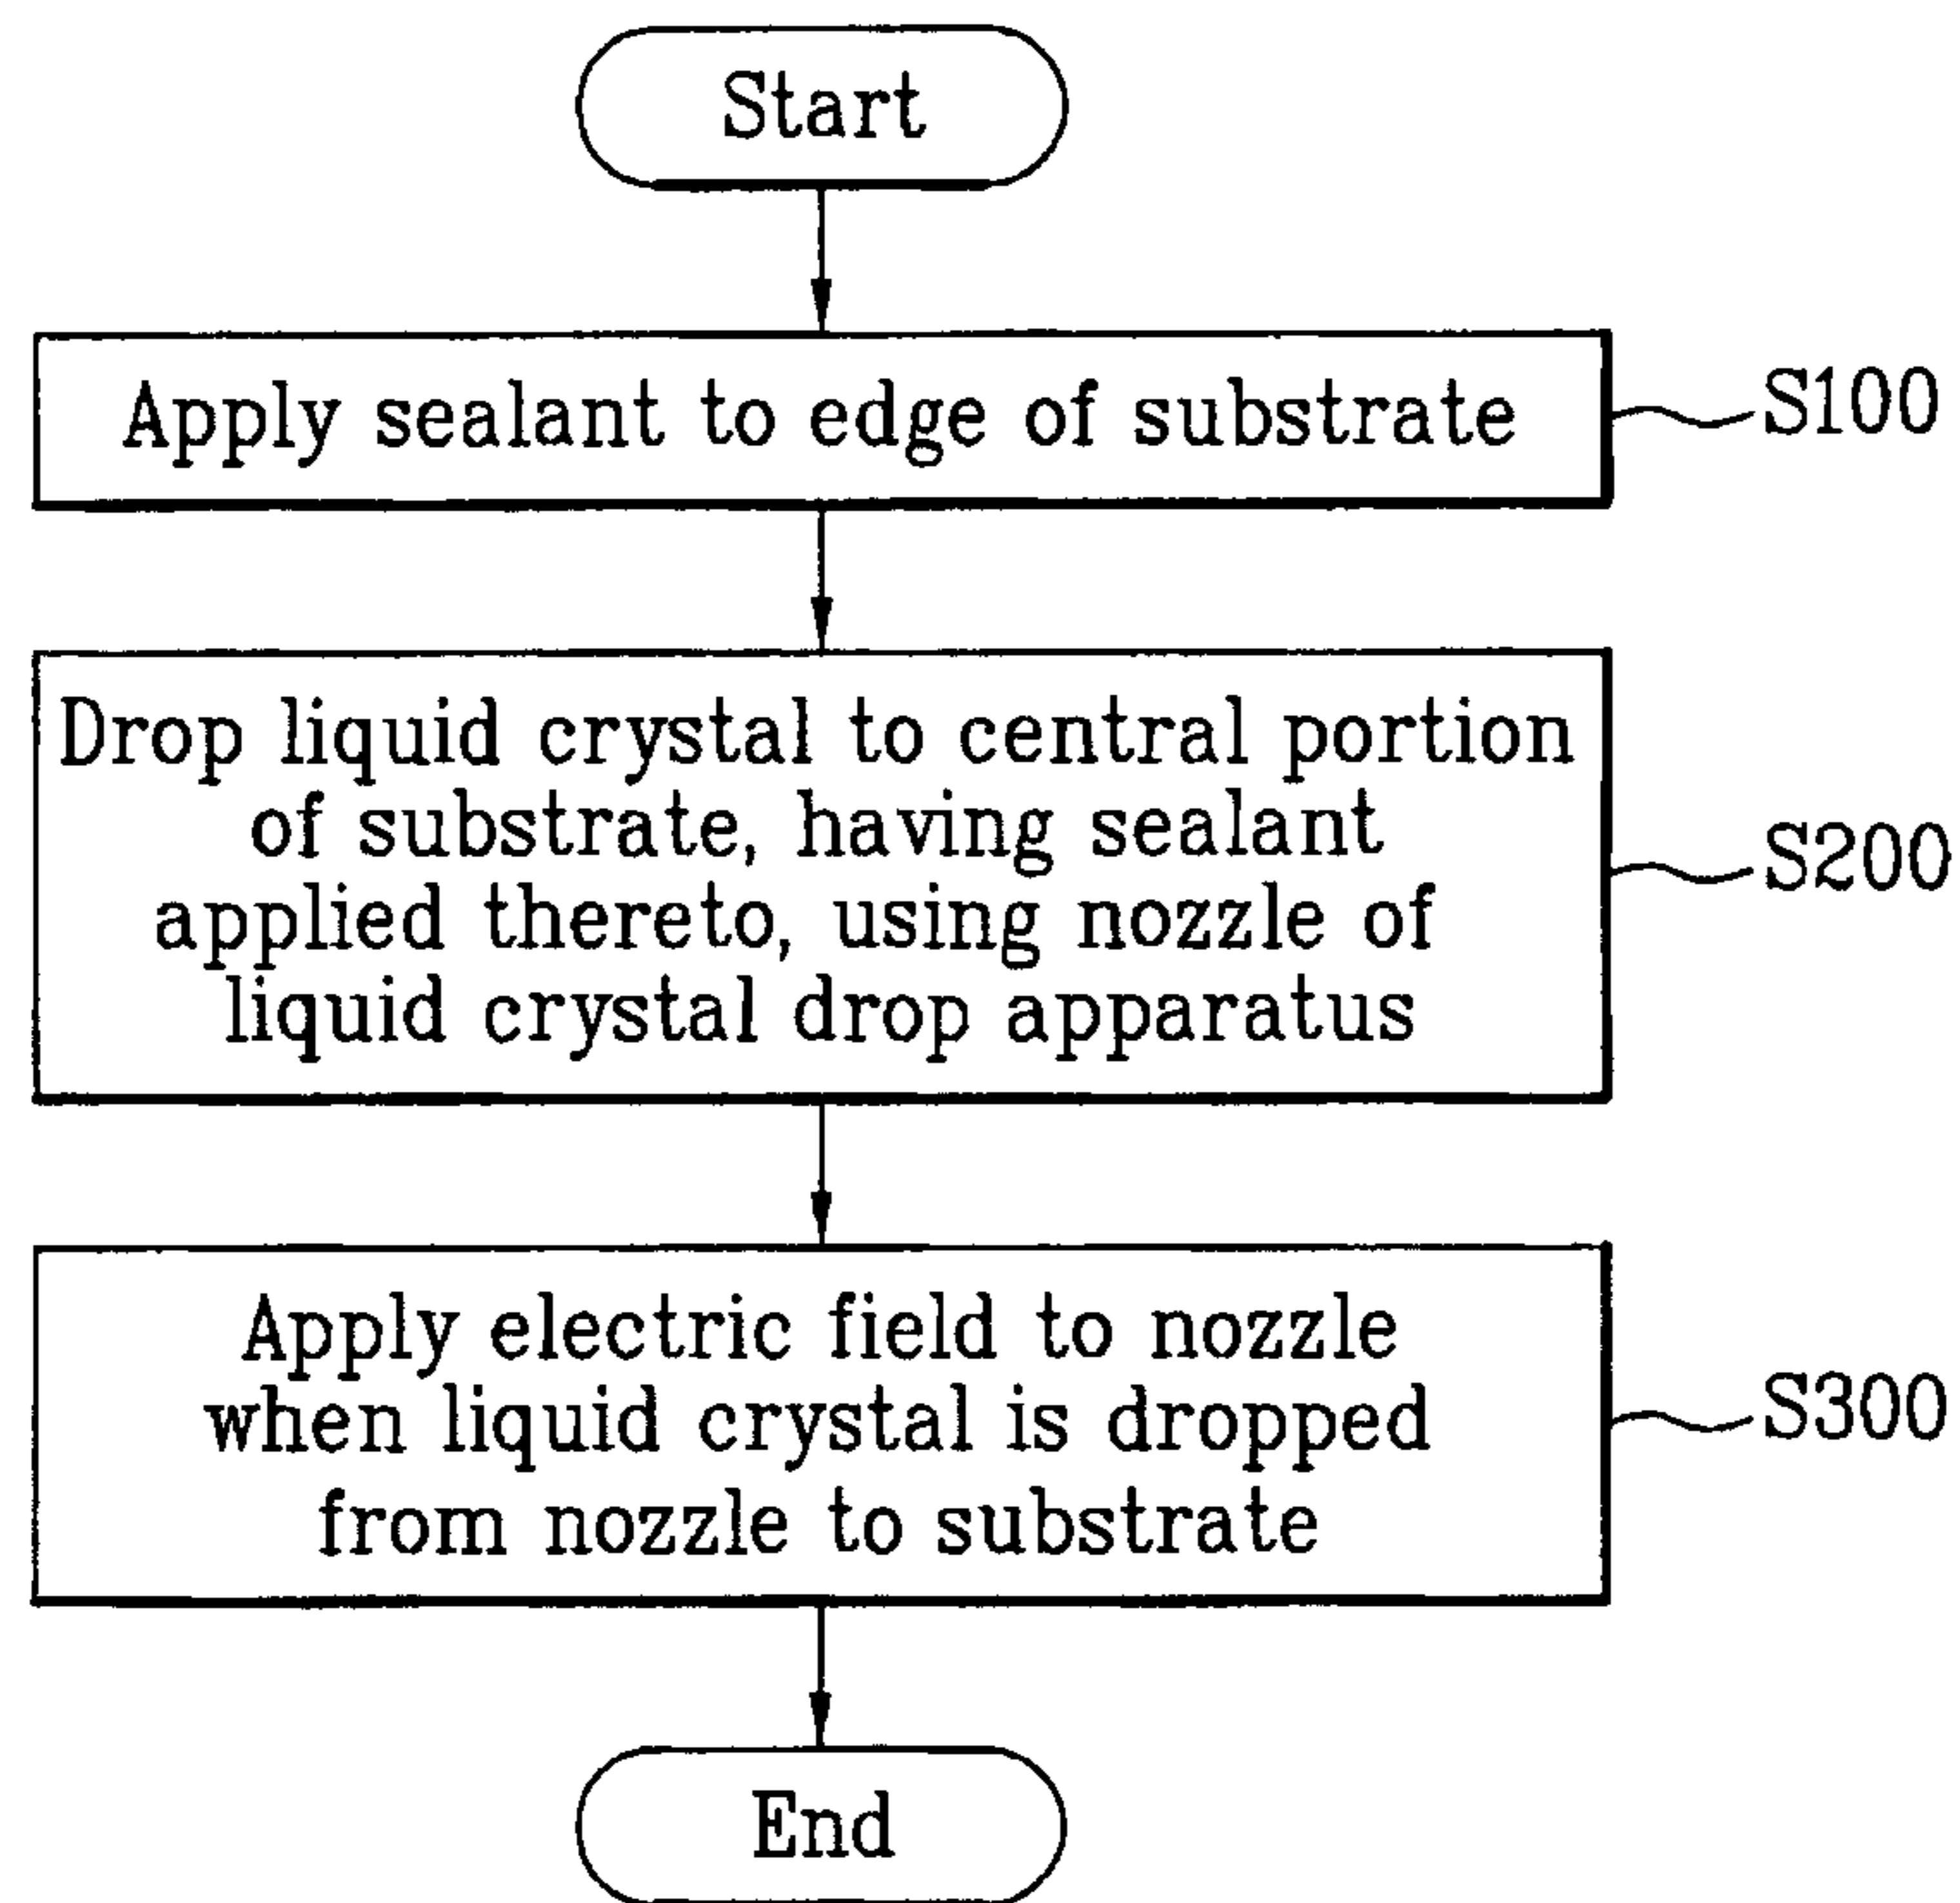 Start
Apply sealant to edge of substrate
S100
Drop liquid crystal to central portion
of substrate, having sealant
applied thereto, using nozzle of
liquid crystal drop apparatus
S200
Apply electric field to nozzle
when liquid crystal is dropped
from nozzle to substrate
S300
End